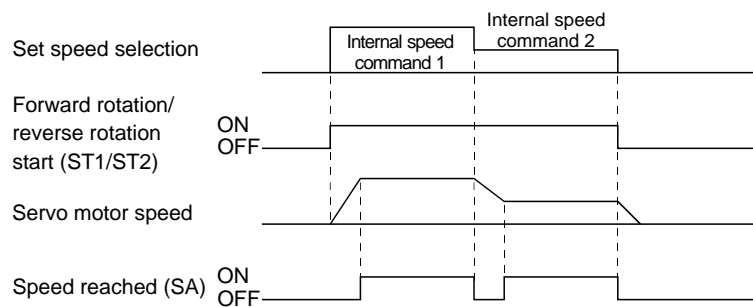 Set speed selection
Internal speed
command 1
Internal speed
command 2
Forward rotation/
reverse rotation
start (ST1/ST2)
ON
OFF
Servo motor speed
Speed reached (SA)
ON
OFF